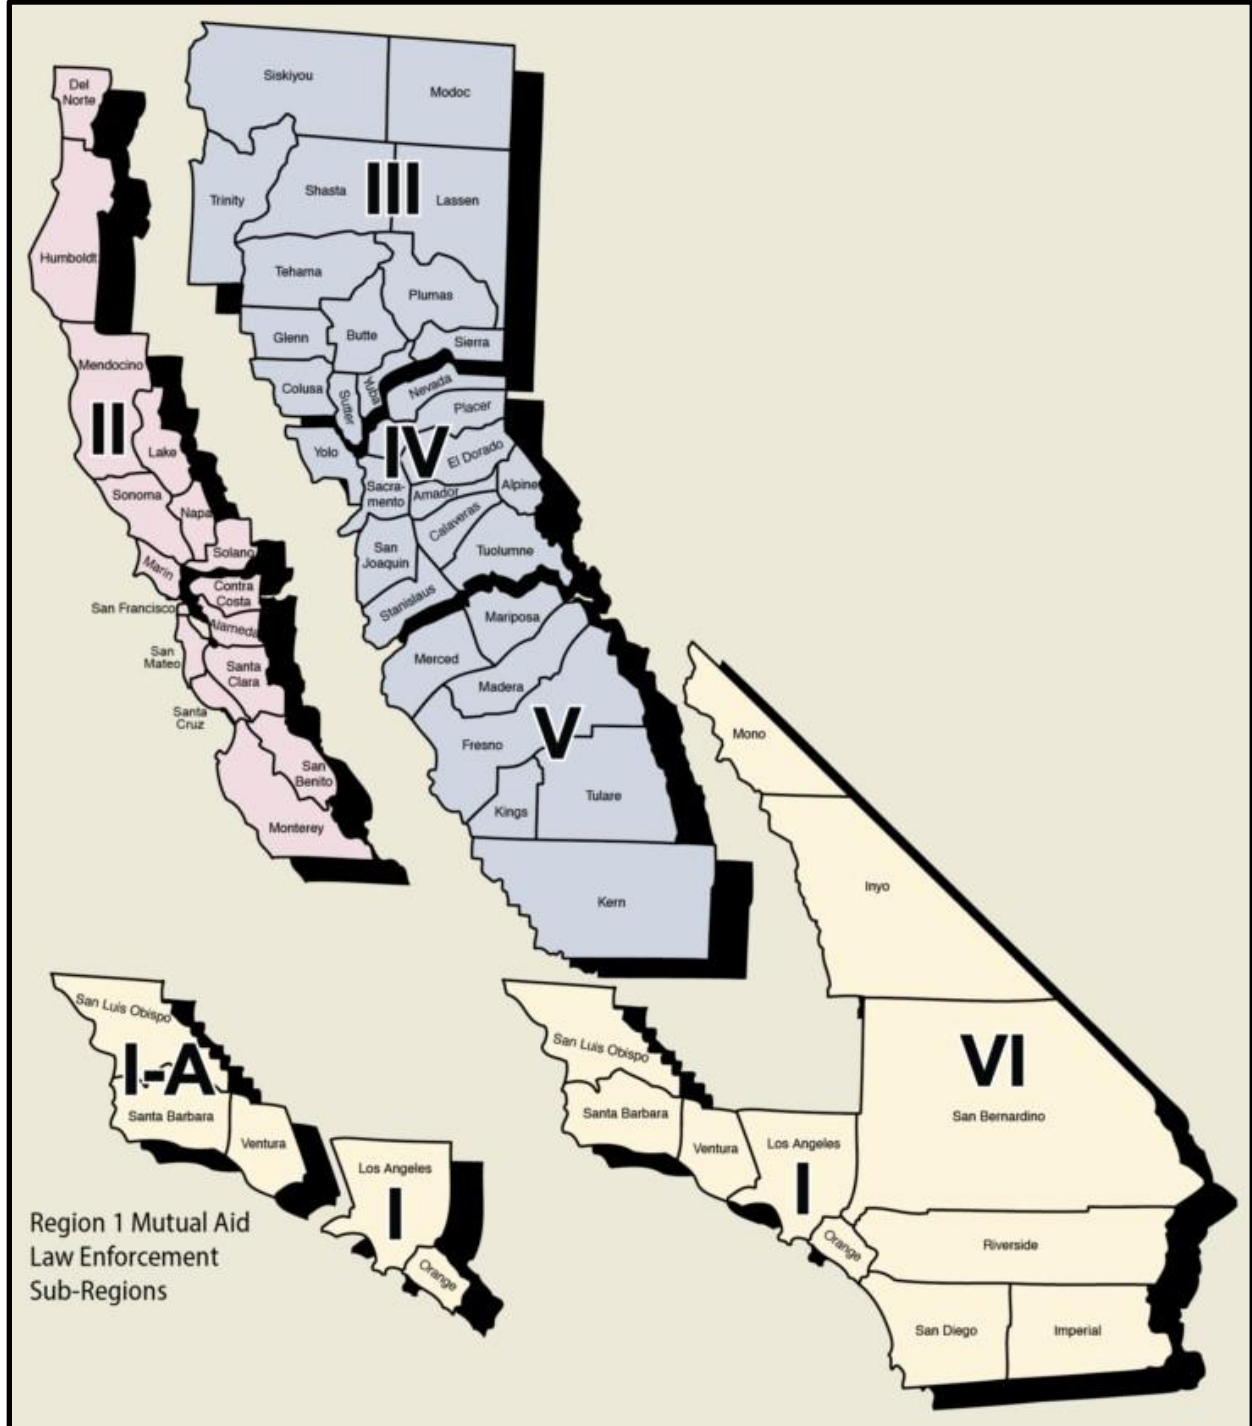 Del
Norte
Humboldt
Mendocino
II
Lake
Sonoma
Napa
Solano
Marin
Contra
Costa
San Francisco
Alameda
San
Mateo
Santa
Clara
Santa
Cruz
San
Benito
Monterey
Siskiyou
Modoc
Trinity
Shasta
III
Lassen
Tehama
Plumas
Glenn
Butte
Sierra
Colusa
Sutter
Yuba
Nevada
Placer
Yolo
IV
El Dorado
Sacra-
mento
Amador
Alpine
Calaveras
San
Joaquin
Tuolumne
Stanislaus
Mariposa
Merced
Madera
V
Fresno
Kings
Tulare
Kern
Mono
Inyo
VI
San Bernardino
San Luis Obispo
Santa Barbara
Ventura
Los Angeles
I
Orange
Riverside
San Diego
Imperial
San Luis Obispo
I-A
Santa Barbara
Ventura
Los Angeles
I
Orange
Region 1 Mutual Aid
Law Enforcement
Sub-Regions